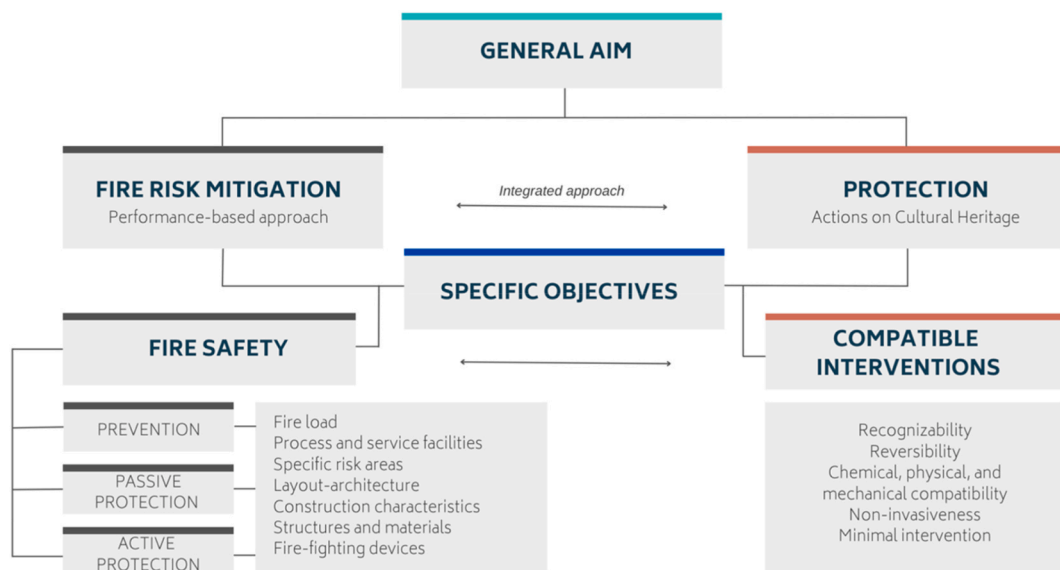 GENERAL AIM
FIRE RISK MITIGATION
Performance-based approach
Integrated approach
PROTECTION
Actions on Cultural Heritage
SPECIFIC OBJECTIVES
FIRE SAFETY
COMPATIBLE
INTERVENTIONS
PREVENTION
PASSIVE
PROTECTION
ACTIVE
PROTECTION
Fire load
Process and service facilities
Specific risk areas
Layout-architecture
Construction characteristics
Structures and materials
Fire-fighting devices
Recognizability
Reversibility
Chemical, physical, and
mechanical compatibility
Non-invasiveness
Minimal intervention